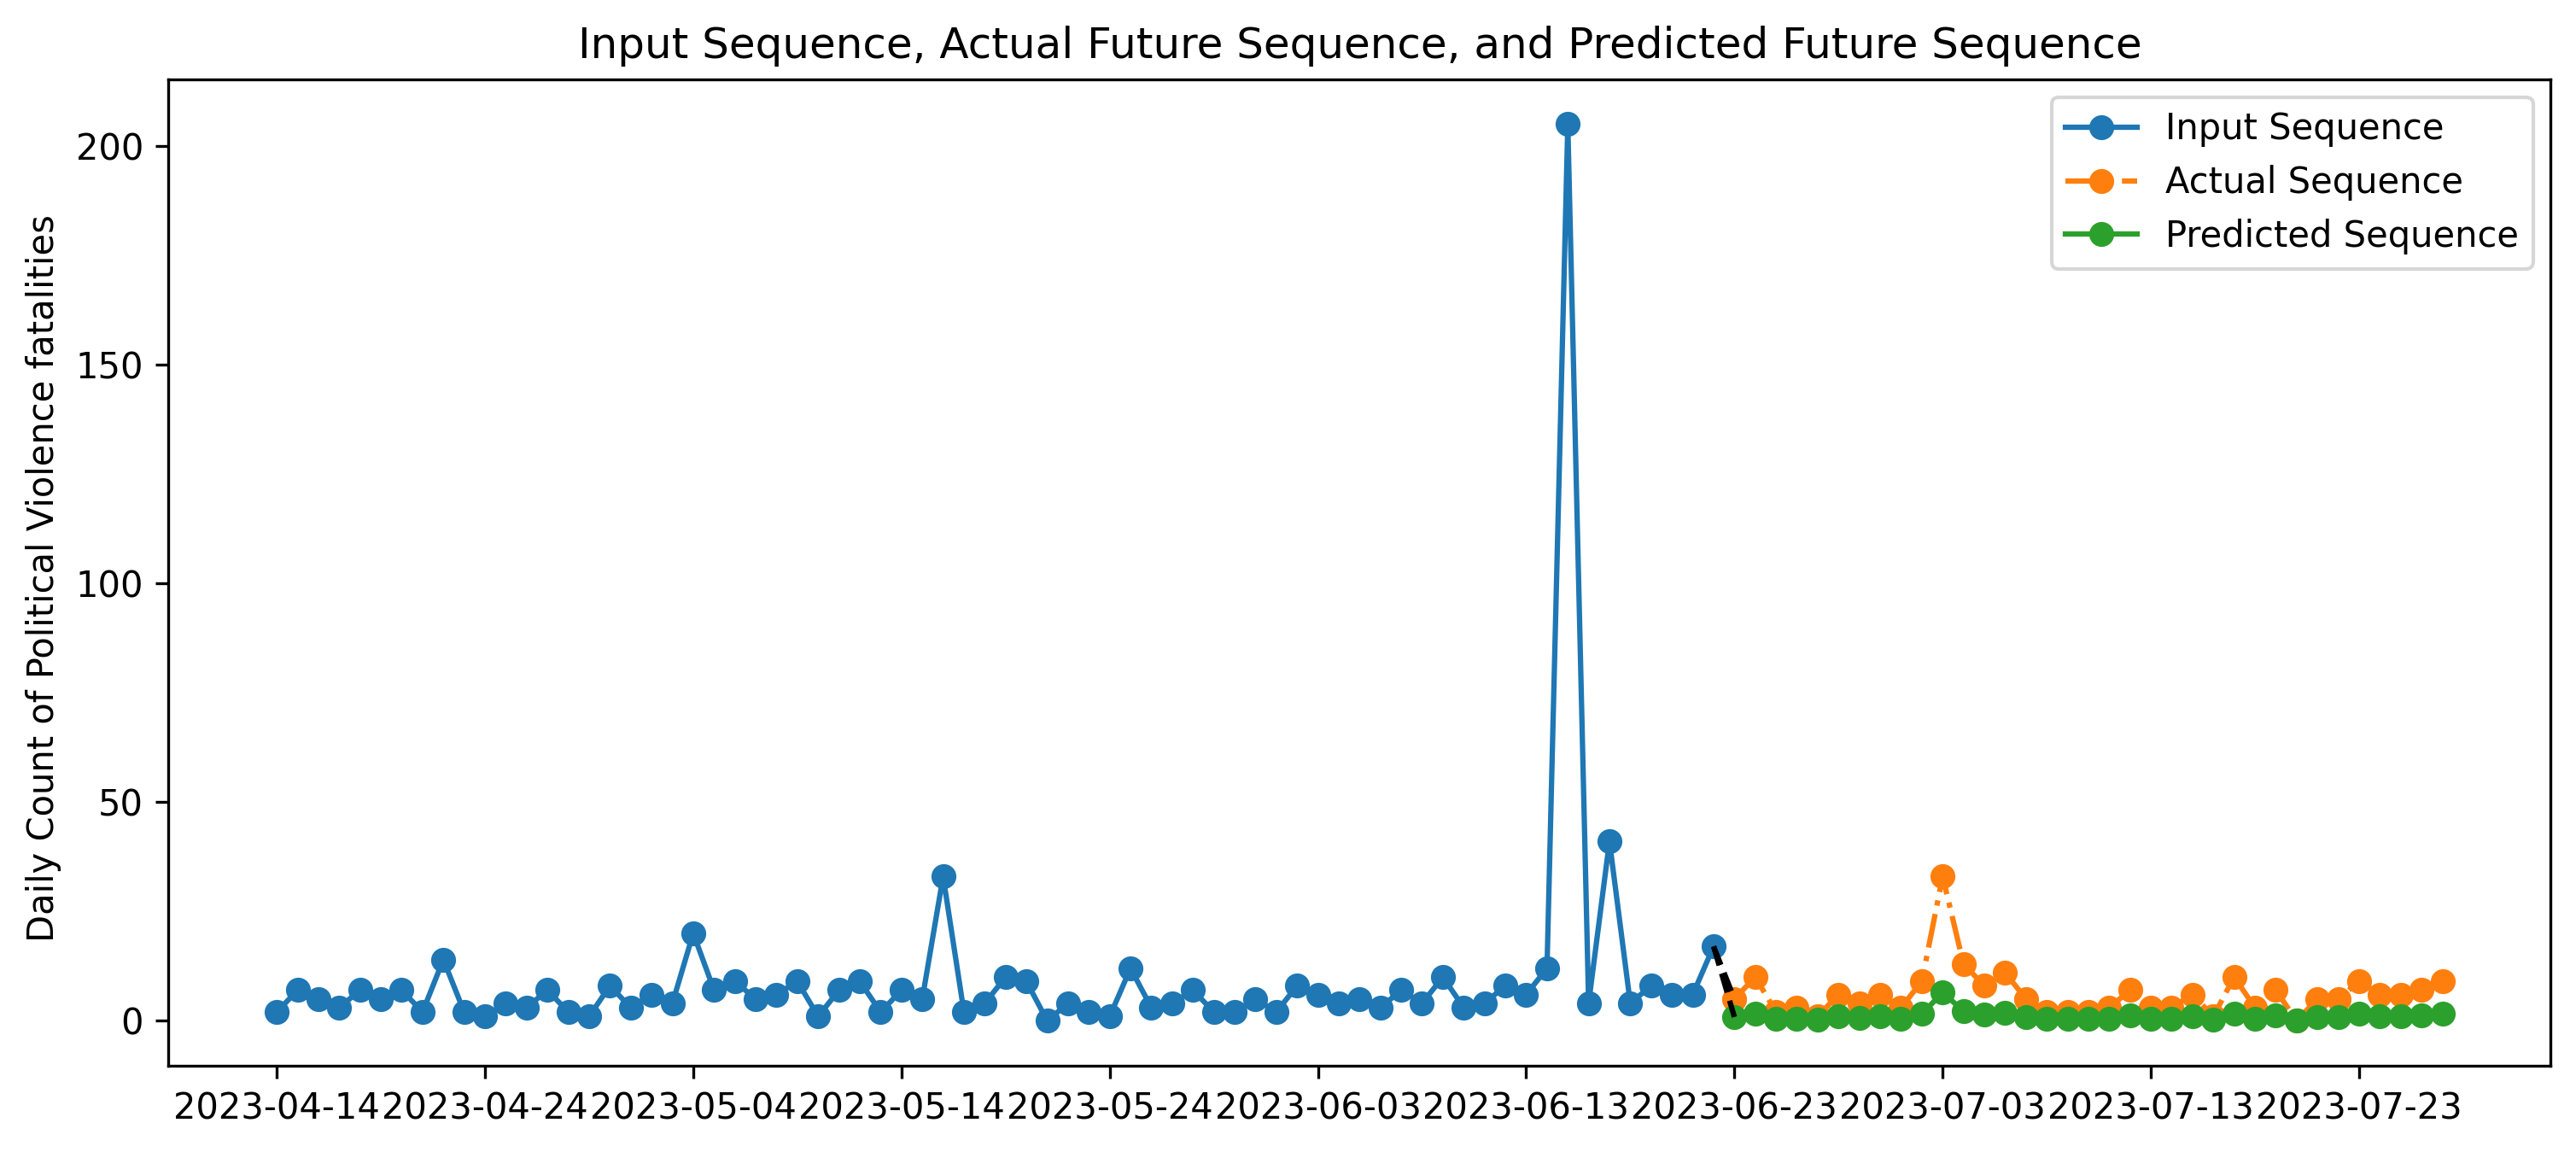 Input Sequence, Actual Future Sequence, and Predicted Future Sequence
Input Sequence
Actual Sequence
Predicted Sequence
Daily Count of Political Violence fatalities
200
150
100
50
0
2023-04-14 2023-04-24 2023-05-04 2023-05-14 2023-05-24 2023-06-03 2023-06-13 2023-06-23 2023-07-03 2023-07-13 2023-07-23